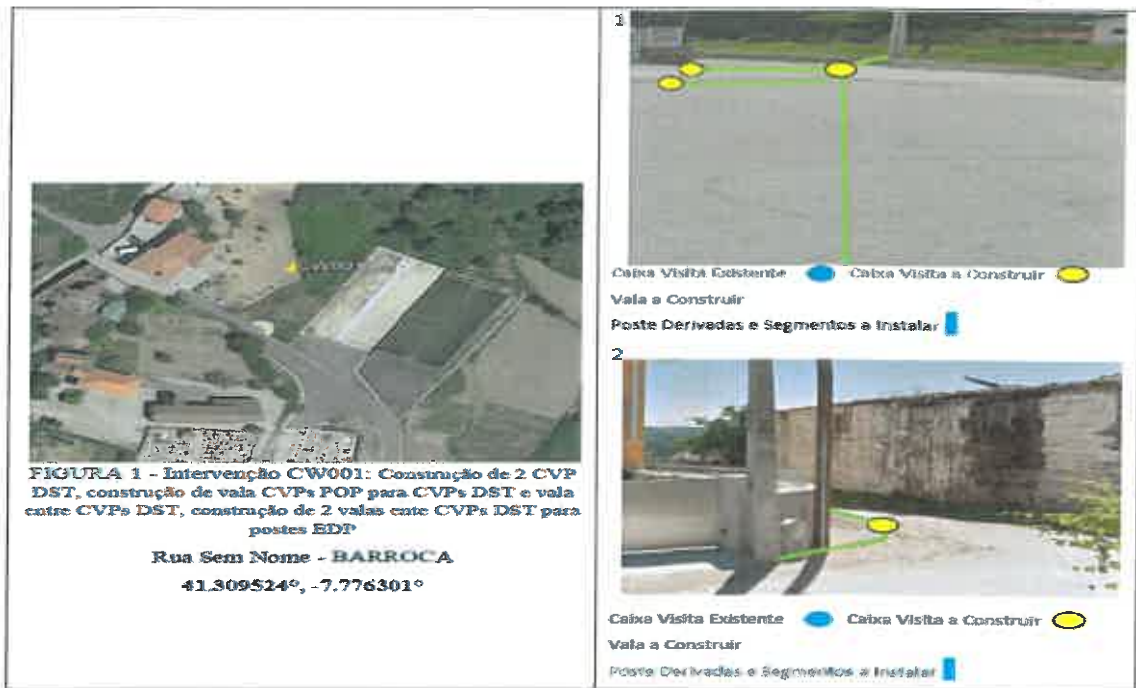 FIGURA 1 - Intervenção CW001: Construção de 2 CVP
DST, construção de vala CVPs POP para CVPs DST e vala
entre CVPs DST, construção de 2 valas ente CVPs DST para
postes EDP
Rua Sem Nome - BARROCA
41.309524°, -7.776301°
1
Caixa Visita Existente Caixa Visita a Construir
Vala a Construir
Poste Derivadas e Segmentos a Instalar
2
Caixa Visita Existente Caixa Visita a Construir
Vala a Construir
Poste Derivadas e Segmentos a Instalar